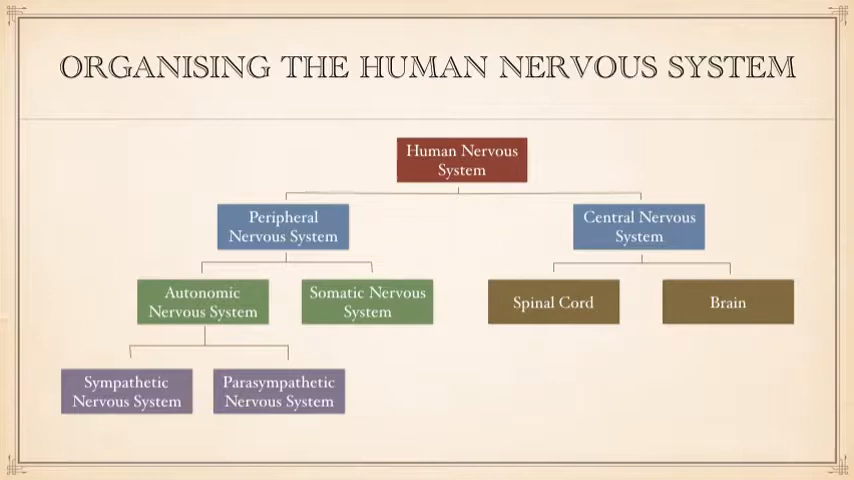 ORGANISING THE HUMAN NERVOUS SYSTEM
Human Nervous
System
Peripheral
Nervous System
Central Nervous
System
Autonomic
Nervous System
Somatic Nervous
System
Spinal Cord
Brain
Sympathetic
Nervous System
Parasympathetic
Nervous System